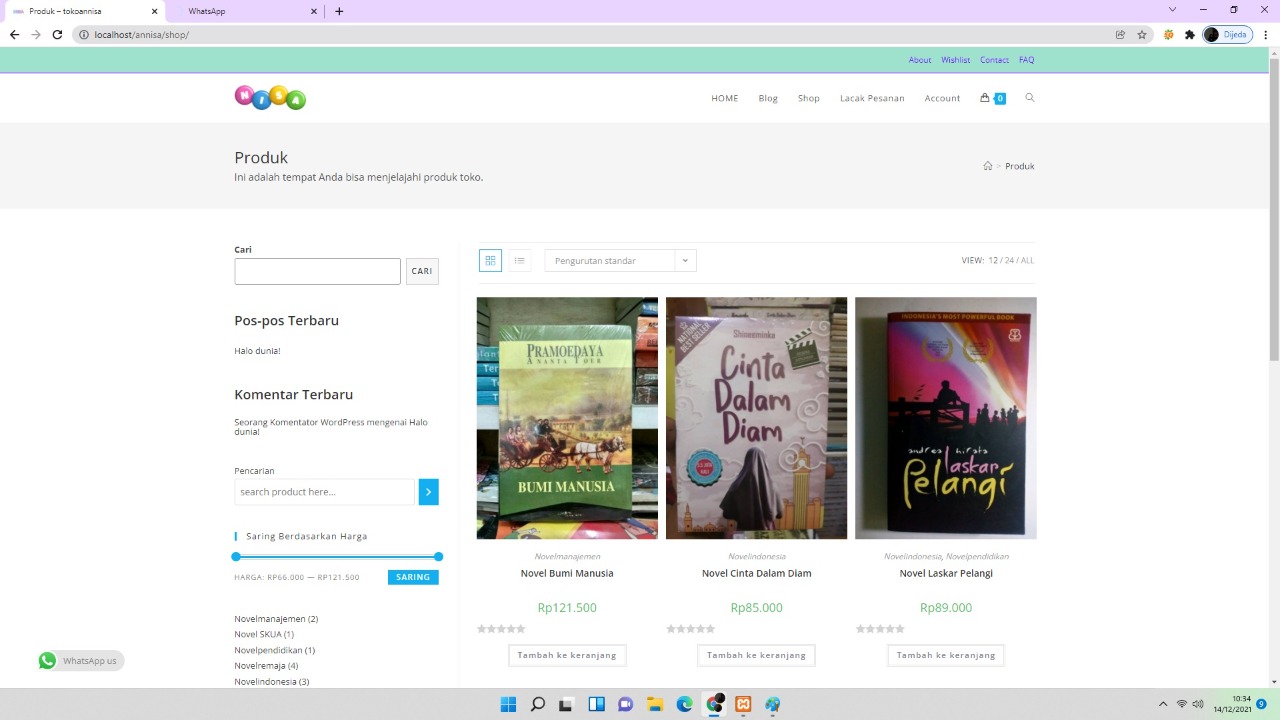 Produk – tokoannisa
WhatsApp
localhost/annisa/shop/
Dijeda
About Wishlist Contact FAQ
NISA
HOME Blog Shop Lacak Pesanan Account 0
Produk
Ini adalah tempat Anda bisa menjelajahi produk toko.
> Produk
Cari
CARI
Pos-pos Terbaru
Halo dunia!
Komentar Terbaru
Seorang Komentator WordPress mengenai Halo
dunia!
Pencarian
search product here...
Saring Berdasarkan Harga
HARGA: RP66.000 — RP121.500
SARING
Novelmanajemen (2)
Novel SKUA (1)
Novelpendidikan (1)
Novelremaja (4)
Novelindonesia (3)
WhatsApp us
Pengurutan standar
VIEW: 12 / 24 / ALL
PRAMOEDYA
ANANTA TOER
BUMI MANUSIA
Novelmanajemen
Novel Bumi Manusia
Rp121.500
Tambah ke keranjang
NATIONAL
BEST SELLER
Shineeminka
Cinta
Dalam
Diam
Novelindonesia
Novel Cinta Dalam Diam
Rp85.000
Tambah ke keranjang
INDONESIA'S MOST POWERFUL BOOK
andrea hirata
laskar
pelangi
Novelindonesia, Novelpendidikan
Novel Laskar Pelangi
Rp89.000
Tambah ke keranjang
10:34
14/12/2021
9